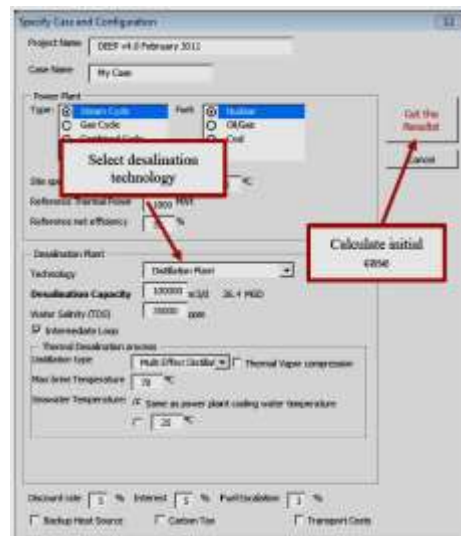 Specify Case and Configuration
Project Name DEEP v4.0 February 2012
Case Name My Case
Power Plant
Type: Steam Cycle Fuel Nuclear
Gas Cycle Oil/Gas
Coal
Get the Results!
Cancel
Select desalination technology
°C
Reference Thermal Power 1000 MWt
Reference net efficiency %
Calculate initial case
Desalination Plant
Technology Distillation Plant
Desalination Capacity 100000 m3/d 26.4 MGD
Water Salinity (TDS) ppm
Intermediate Loop
Thermal Desalination process
Distillation type Multi Effect Distillat Thermal Vapor compression
Max Brine Temperature 70 °C
Seawater Temperature Same as power plant cooling water temperature
°C
Discount rate 5 % Interest 5 % Fuel Escalation %
Backup Heat Source Carbon Tax Transport Costs